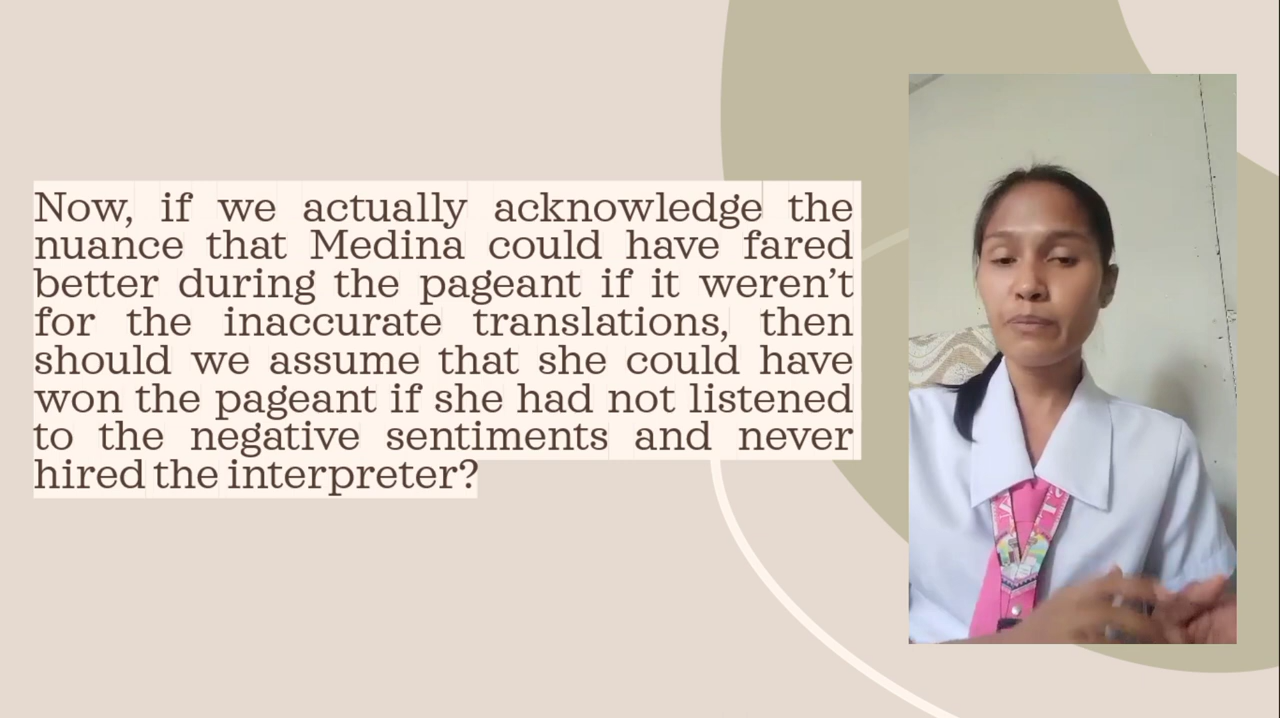 Now, if we actually acknowledge the
nuance that Medina could have fared
better during the pageant if it weren’t
for the inaccurate translations, then
should we assume that she could have
won the pageant if she had not listened
to the negative sentiments and never
hired the interpreter?